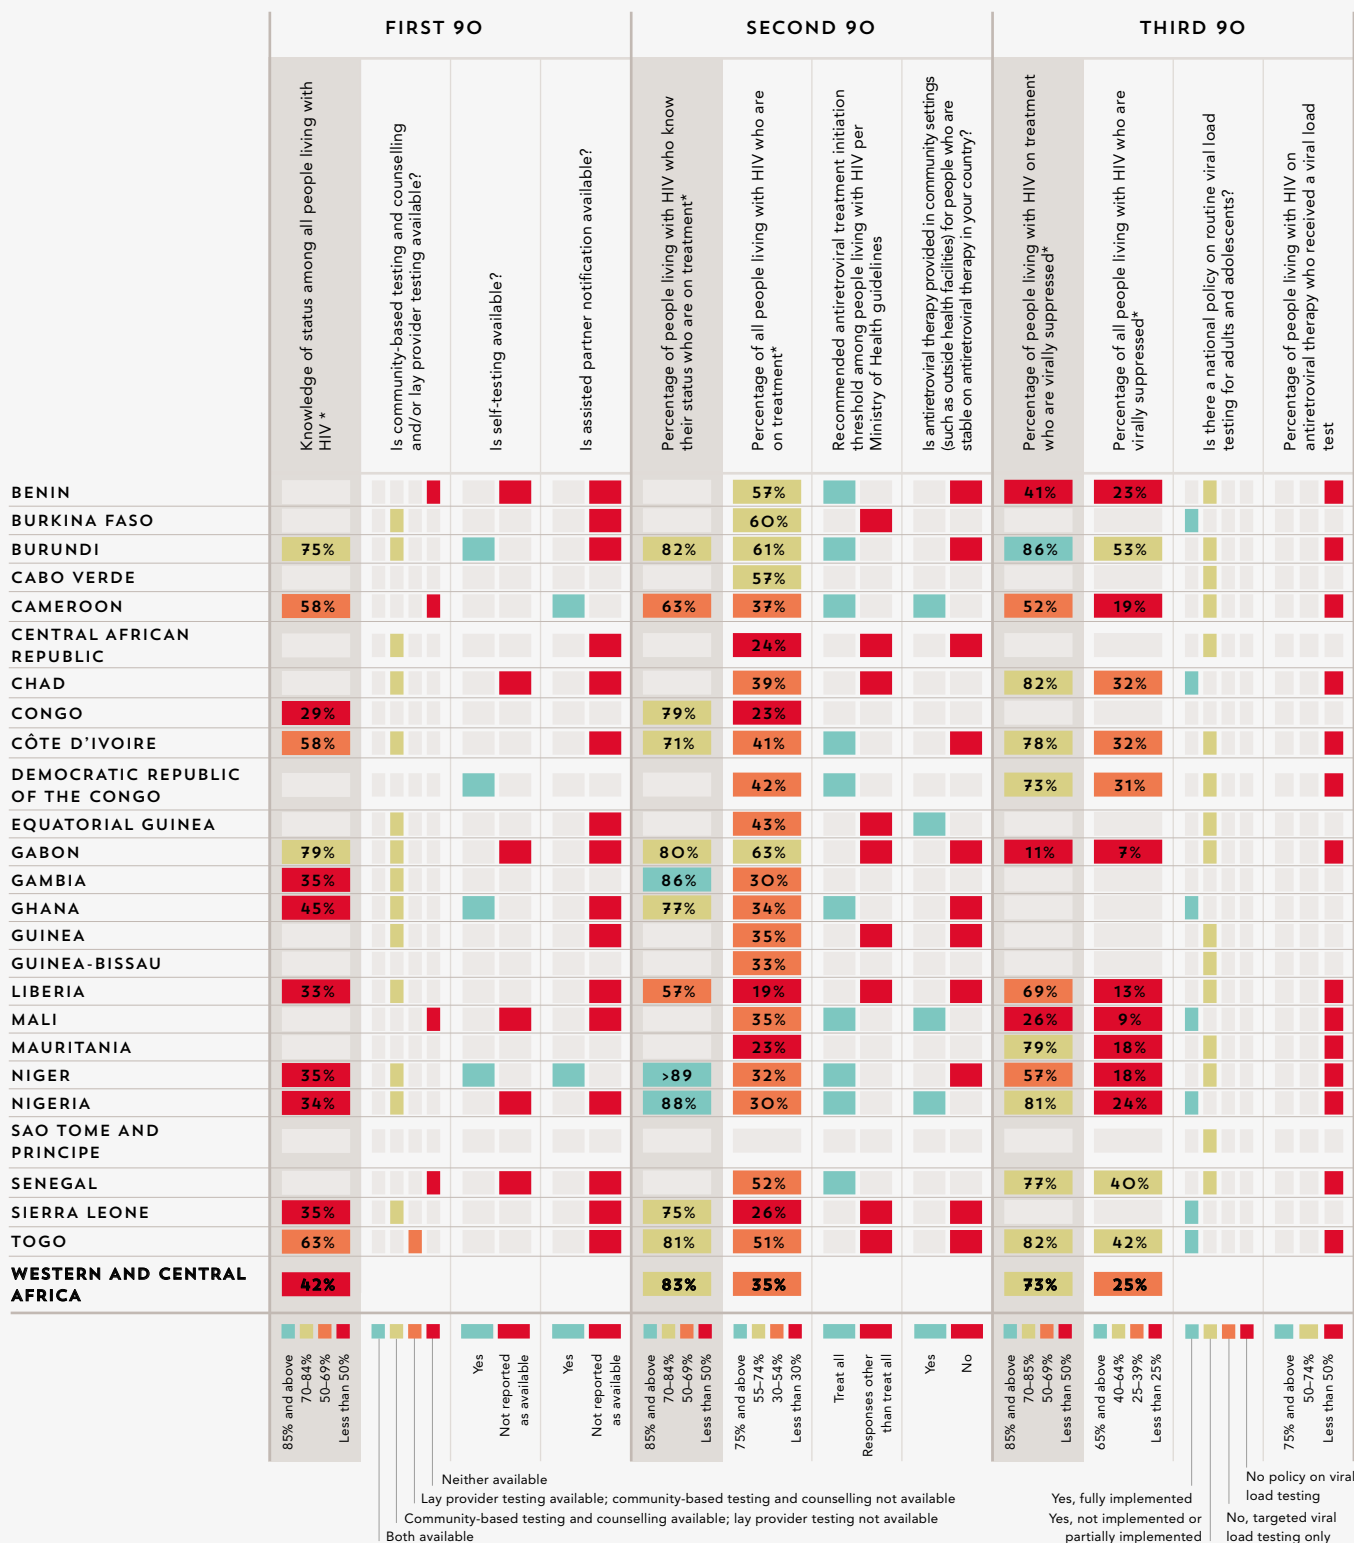 FIRST 90
SECOND 90
THIRD 90
Knowledge of status among all people living with
HIV *
Is community-based testing and counselling
and/or lay provider testing available?
Is self-testing available?
Is assisted partner notification available?
Percentage of people living with HIV who know
their status who are on treatment*
Percentage of all people living with HIV who are
on treatment*
Recommended antiretroviral treatment initiation
threshold among people living with HIV per
Ministry of Health guidelines
Is antiretroviral therapy provided in community settings
(such as outside health facilities) for people who are
stable on antiretroviral therapy in your country?
Percentage of people living with HIV on treatment
who are virally suppressed*
Percentage of all people living with HIV who are
virally suppressed*
Is there a national policy on routine viral load
testing for adults and adolescents?
Percentage of people living with HIV on
antiretroviral therapy who received a viral load
test
BENIN 57% 41% 23%
BURKINA FASO 60%
BURUNDI 75% 82% 61% 86% 53%
CABO VERDE 57%
CAMEROON 58% 63% 37% 52% 19%
CENTRAL AFRICAN
REPUBLIC 24%
CHAD 39% 82% 32%
CONGO 29% 79% 23%
CÔTE D'IVOIRE 58% 71% 41% 78% 32%
DEMOCRATIC REPUBLIC
OF THE CONGO 42% 73% 31%
EQUATORIAL GUINEA 43%
GABON 79% 80% 63% 11% 7%
GAMBIA 35% 86% 30%
GHANA 45% 77% 34%
GUINEA 35%
GUINEA-BISSAU 33%
LIBERIA 33% 57% 19% 69% 13%
MALI 35% 26% 9%
MAURITANIA 23% 79% 18%
NIGER 35% >89 32% 57% 18%
NIGERIA 34% 88% 30% 81% 24%
SAO TOME AND
PRINCIPE
SENEGAL 52% 77% 40%
SIERRA LEONE 35% 75% 26%
TOGO 63% 81% 51% 82% 42%
WESTERN AND CENTRAL
AFRICA 42% 83% 35% 73% 25%
85% and above
70–84%
50–69%
Less than 50%
Yes
Not reported
as available
Yes
Not reported
as available
85% and above
70–84%
50–69%
Less than 50%
75% and above
55–74%
30–54%
Less than 30%
Treat all
Responses other
than treat all
Yes
No
85% and above
70–85%
50–69%
Less than 50%
65% and above
40–64%
25–39%
Less than 25%
75% and above
50–74%
Less than 50%
Neither available
Lay provider testing available; community-based testing and counselling not available
Community-based testing and counselling available; lay provider testing not available
Both available
Yes, fully implemented
Yes, not implemented or
partially implemented
No policy on viral
load testing
No, targeted viral
load testing only